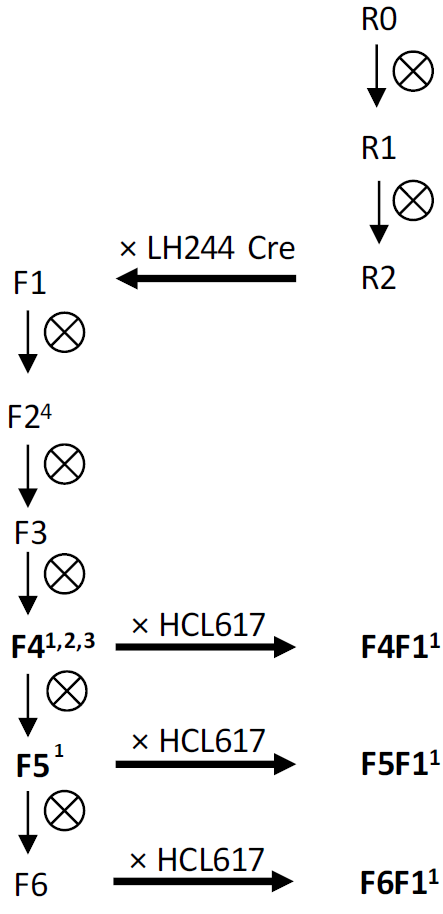 R0
R1
× LH244 Cre
F1
R2
F2⁴
F3
× HCL617
F4¹,²,³
F4F1¹
× HCL617
F5¹
F5F1¹
× HCL617
F6
F6F1¹